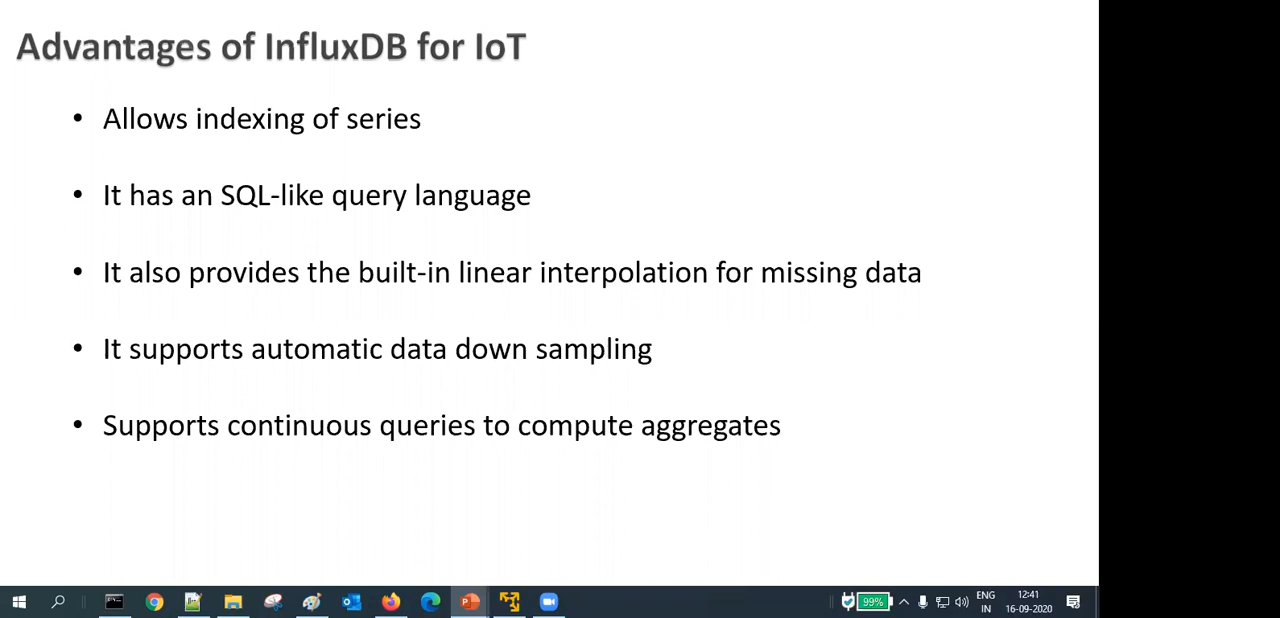 Advantages of InfluxDB for IoT
• Allows indexing of series
• It has an SQL-like query language
• It also provides the built-in linear interpolation for missing data
• It supports automatic data down sampling
• Supports continuous queries to compute aggregates
99%
ENG
IN
12:41
16-09-2020